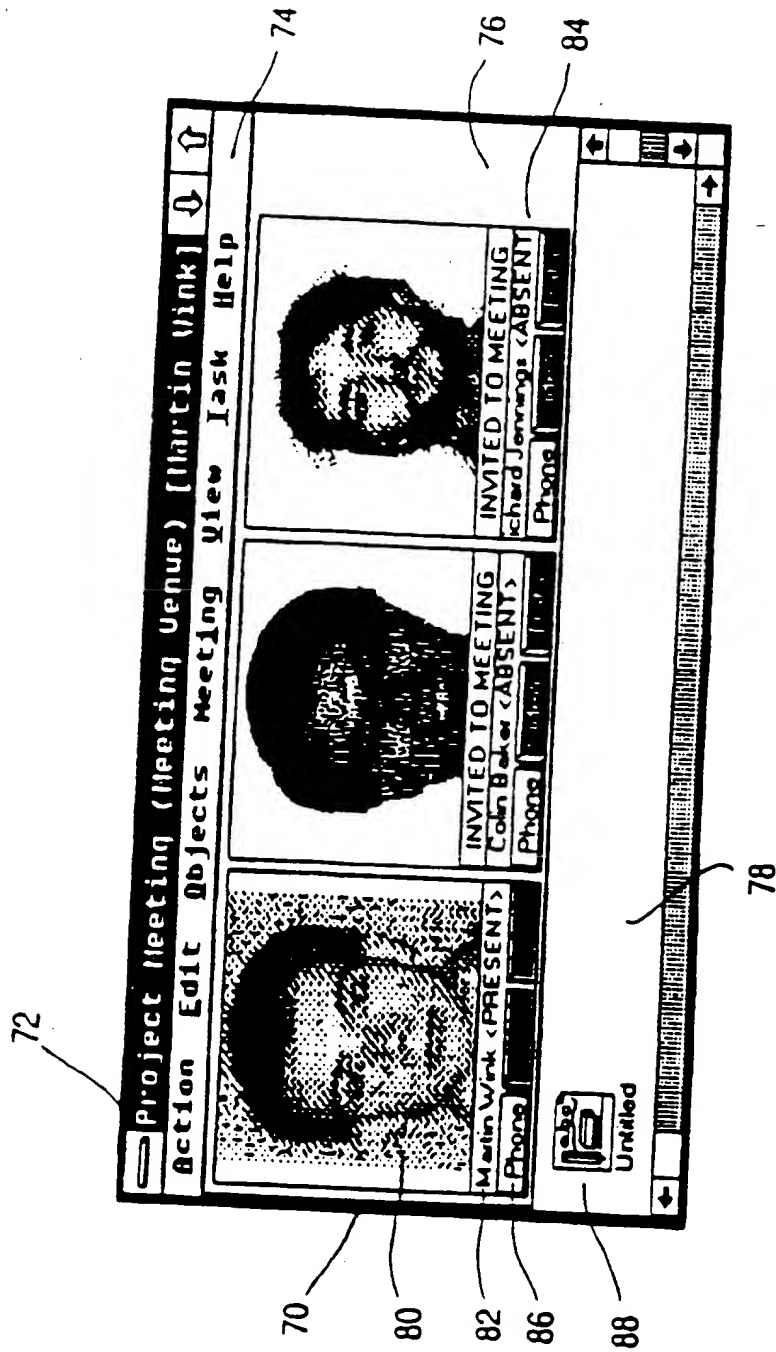 72
Project Meeting (Meeting Venue) [Martin Wink]
Action Edit Objects Meeting View Task Help
74
76
INVITED TO MEETING
INVITED TO MEETING
Martin Wink <PRESENT>
Colin Baker <ABSENT>
ichard Jennings <ABSENT
84
Phone
Phone
Phone
abc
Untitled
70
80
82
86
88
78